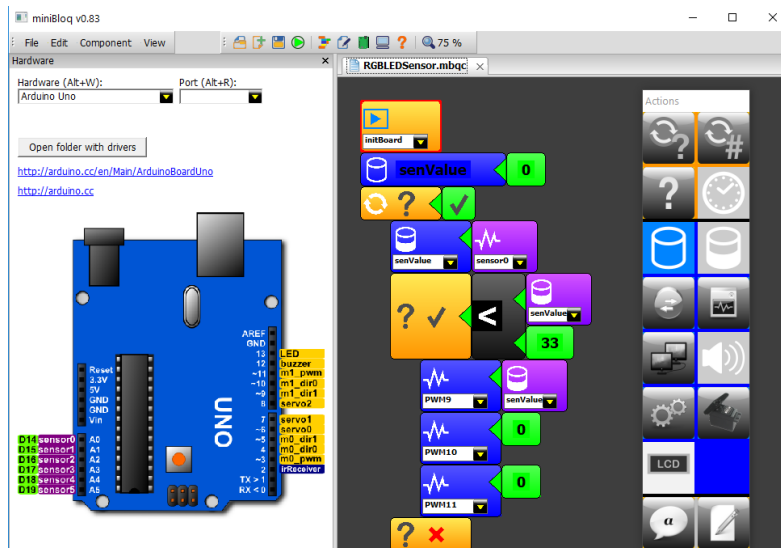 miniBloq v0.83
File Edit Component View 75 %
Hardware
RGBLEDSensor.mbqc
Hardware (Alt+W): Port (Alt+R):
Arduino Uno
Open folder with drivers
http://arduino.cc/en/Main/ArduinoBoardUno
http://arduino.cc
AREF
GND
13 LED
12 buzzer
~11 m1_pwm
~10 m1_dir0
~9 m1_dir1
8 servo2
7 servo1
~6 servo0
~5 m0_dir1
4 m0_dir0
~3 m0_pwm
2 irReceiver
TX > 1
RX < 0
Reset
3.3V
5V
GND
GND
Vin
UNO
D14 sensor0 A0
D15 sensor1 A1
D16 sensor2 A2
D17 sensor3 A3
D18 sensor4 A4
D19 sensor5 A5
initBoard
senValue 0
?
senValue sensor0
? < senValue
33
PWM9 senValue
PWM10 0
PWM11 0
?
Actions
? #
?
LCD
a